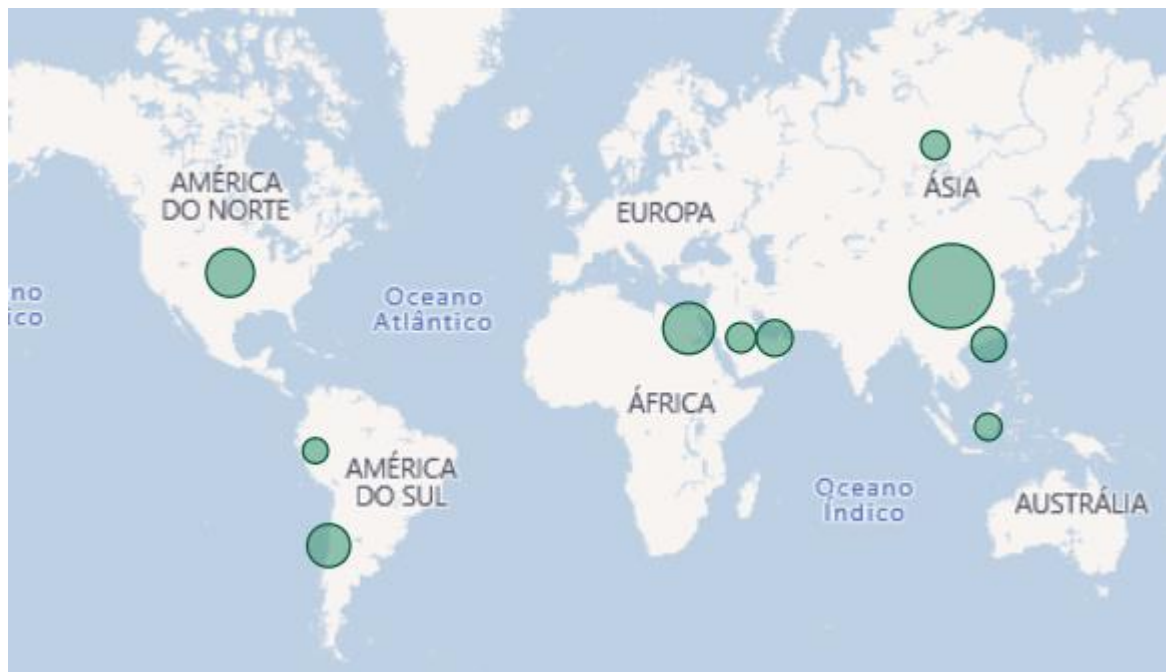 AMÉRICA
DO NORTE
EUROPA
ÁSIA
no
ico
Oceano
Atlântico
ÁFRICA
AMÉRICA
DO SUL
Oceano
Índico
AUSTRÁLIA